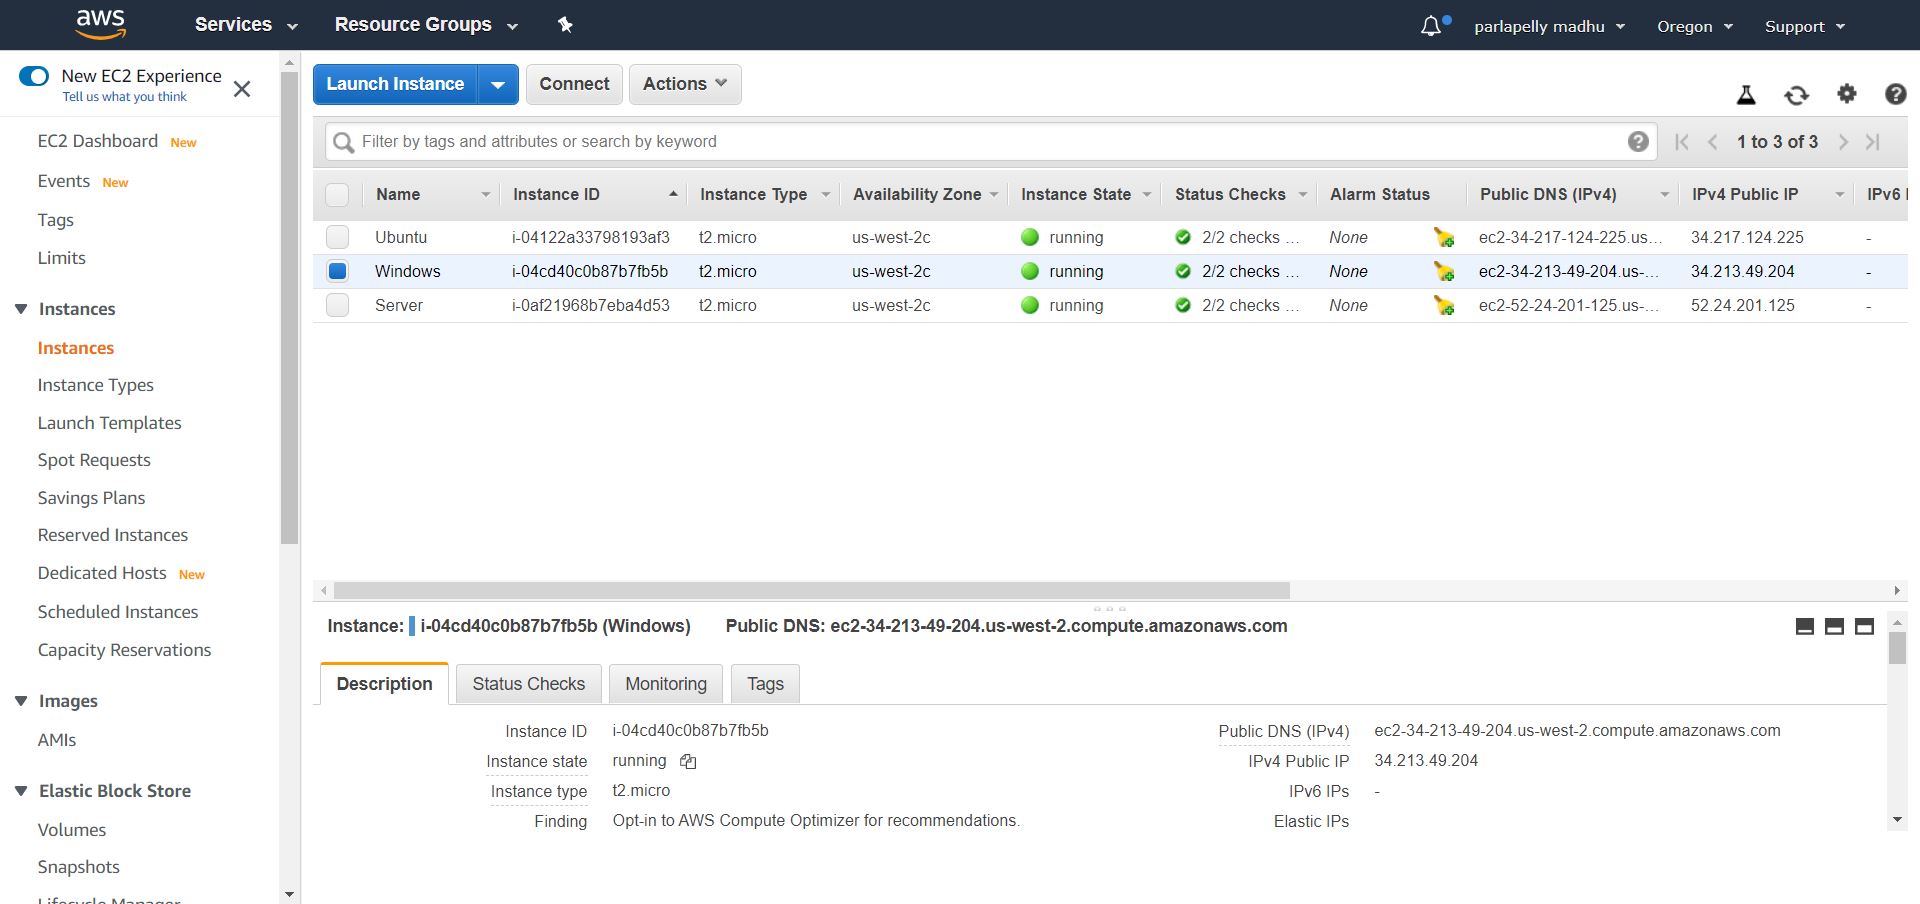 aws
Services
Resource Groups
parlapelly madhu
Oregon
Support
New EC2 Experience
Tell us what you think
EC2 Dashboard New
Events New
Tags
Limits
Instances
Instances
Instance Types
Launch Templates
Spot Requests
Savings Plans
Reserved Instances
Dedicated Hosts New
Scheduled Instances
Capacity Reservations
Images
AMIs
Elastic Block Store
Volumes
Snapshots
Lifecycle Manager
Launch Instance Connect Actions
Filter by tags and attributes or search by keyword ? 1 to 3 of 3
Name Instance ID Instance Type Availability Zone Instance State Status Checks Alarm Status Public DNS (IPv4) IPv4 Public IP IPv6
Ubuntu i-04122a33798193af3 t2.micro us-west-2c running 2/2 checks ... None ec2-34-217-124-225.us... 34.217.124.225 -
Windows i-04cd40c0b87b7fb5b t2.micro us-west-2c running 2/2 checks ... None ec2-34-213-49-204.us-... 34.213.49.204 -
Server i-0af21968b7eba4d53 t2.micro us-west-2c running 2/2 checks ... None ec2-52-24-201-125.us-... 52.24.201.125 -
Instance: i-04cd40c0b87b7fb5b (Windows) Public DNS: ec2-34-213-49-204.us-west-2.compute.amazonaws.com
Description Status Checks Monitoring Tags
Instance ID i-04cd40c0b87b7fb5b
Instance state running
Instance type t2.micro
Finding Opt-in to AWS Compute Optimizer for recommendations.
Public DNS (IPv4) ec2-34-213-49-204.us-west-2.compute.amazonaws.com
IPv4 Public IP 34.213.49.204
IPv6 IPs -
Elastic IPs